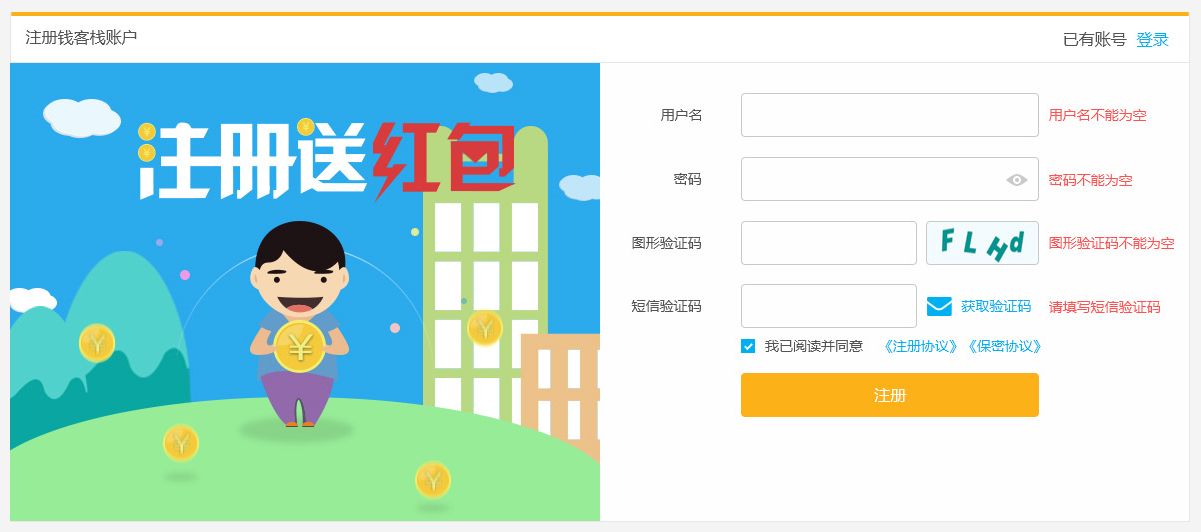 注册钱客栈账户
已有账号 登录
注册送红包
用户名 用户名不能为空
密码 密码不能为空
图形验证码 FLHd 图形验证码不能为空
短信验证码 获取验证码 请填写短信验证码
我已阅读并同意 《注册协议》《保密协议》
注册
¥
¥
¥
¥
¥
¥
¥
¥